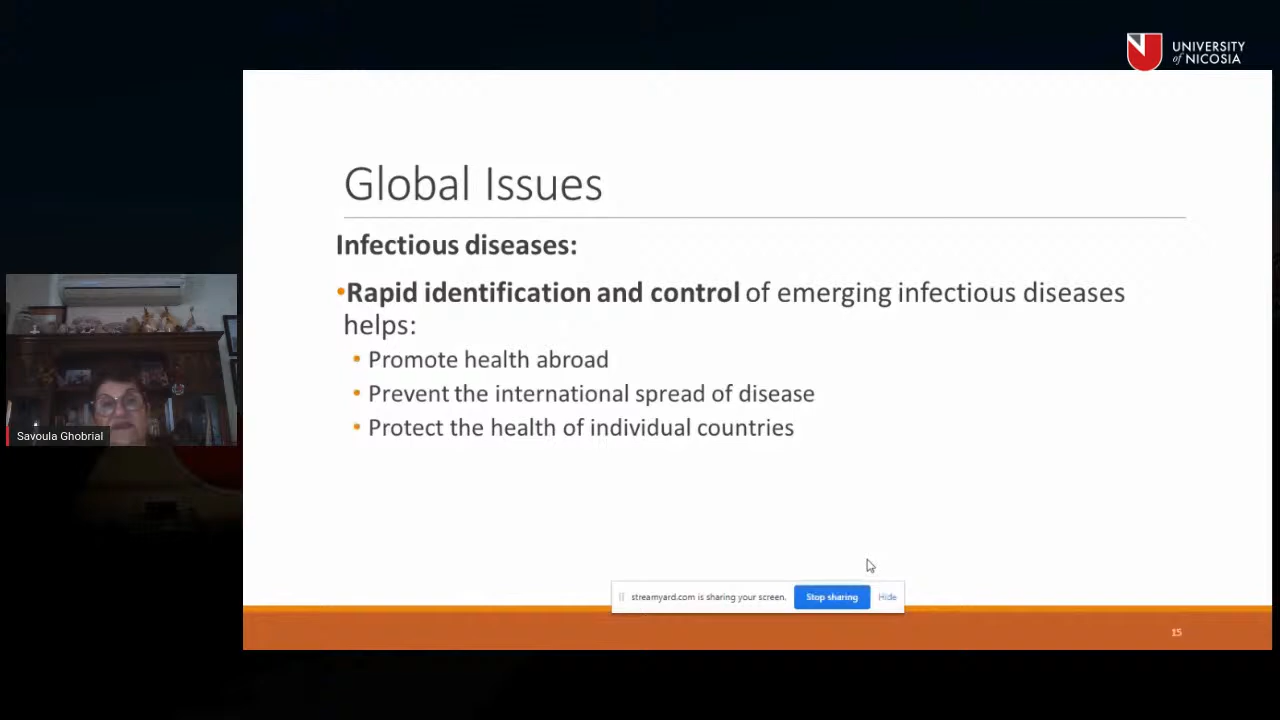 UNIVERSITY
of NICOSIA
Global Issues
Infectious diseases:
•Rapid identification and control of emerging infectious diseases
helps:
• Promote health abroad
• Prevent the international spread of disease
• Protect the health of individual countries
Savoula Ghobrial
streamyard.com is sharing your screen. Stop sharing Hide
15